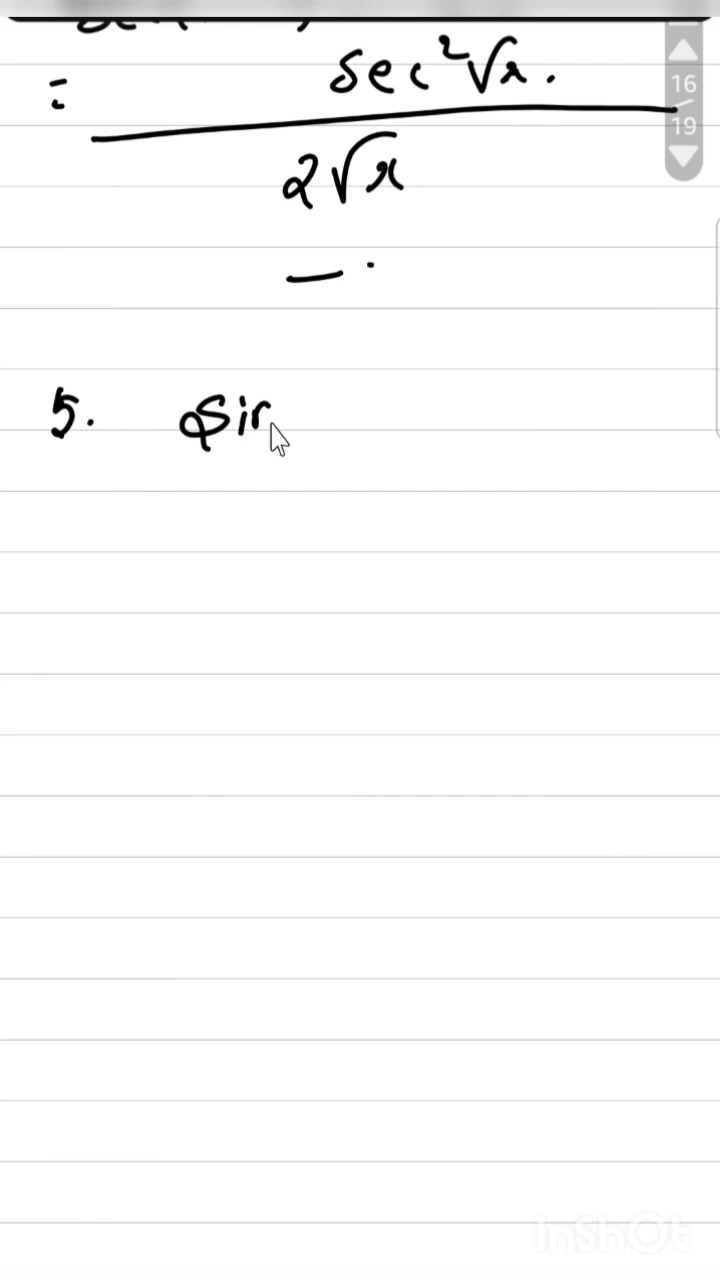 = sec²√x.
2√x
16
19
5. Sin
InShOt